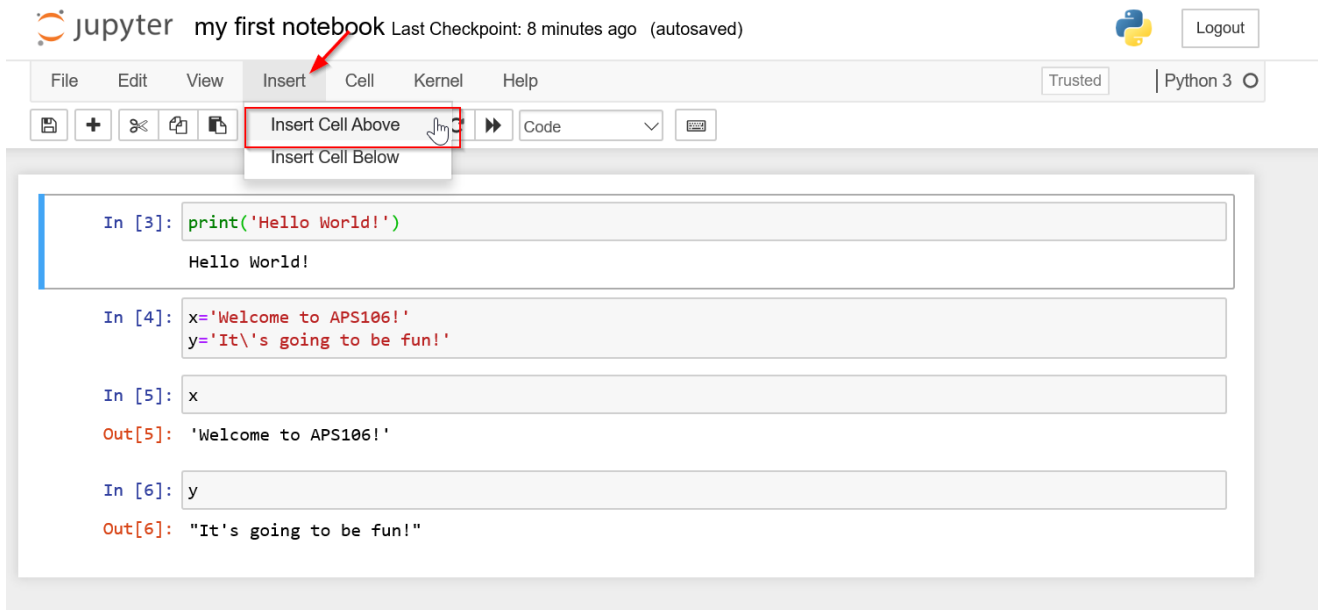 jupyter my first notebook Last Checkpoint: 8 minutes ago (autosaved) Logout
File Edit View Insert Cell Kernel Help Trusted Python 3
Insert Cell Above Code
Insert Cell Below
In [3]: print('Hello World!')
Hello World!
In [4]: x='Welcome to APS106!'
y='It\'s going to be fun!'
In [5]: x
Out[5]: 'Welcome to APS106!'
In [6]: y
Out[6]: "It's going to be fun!"